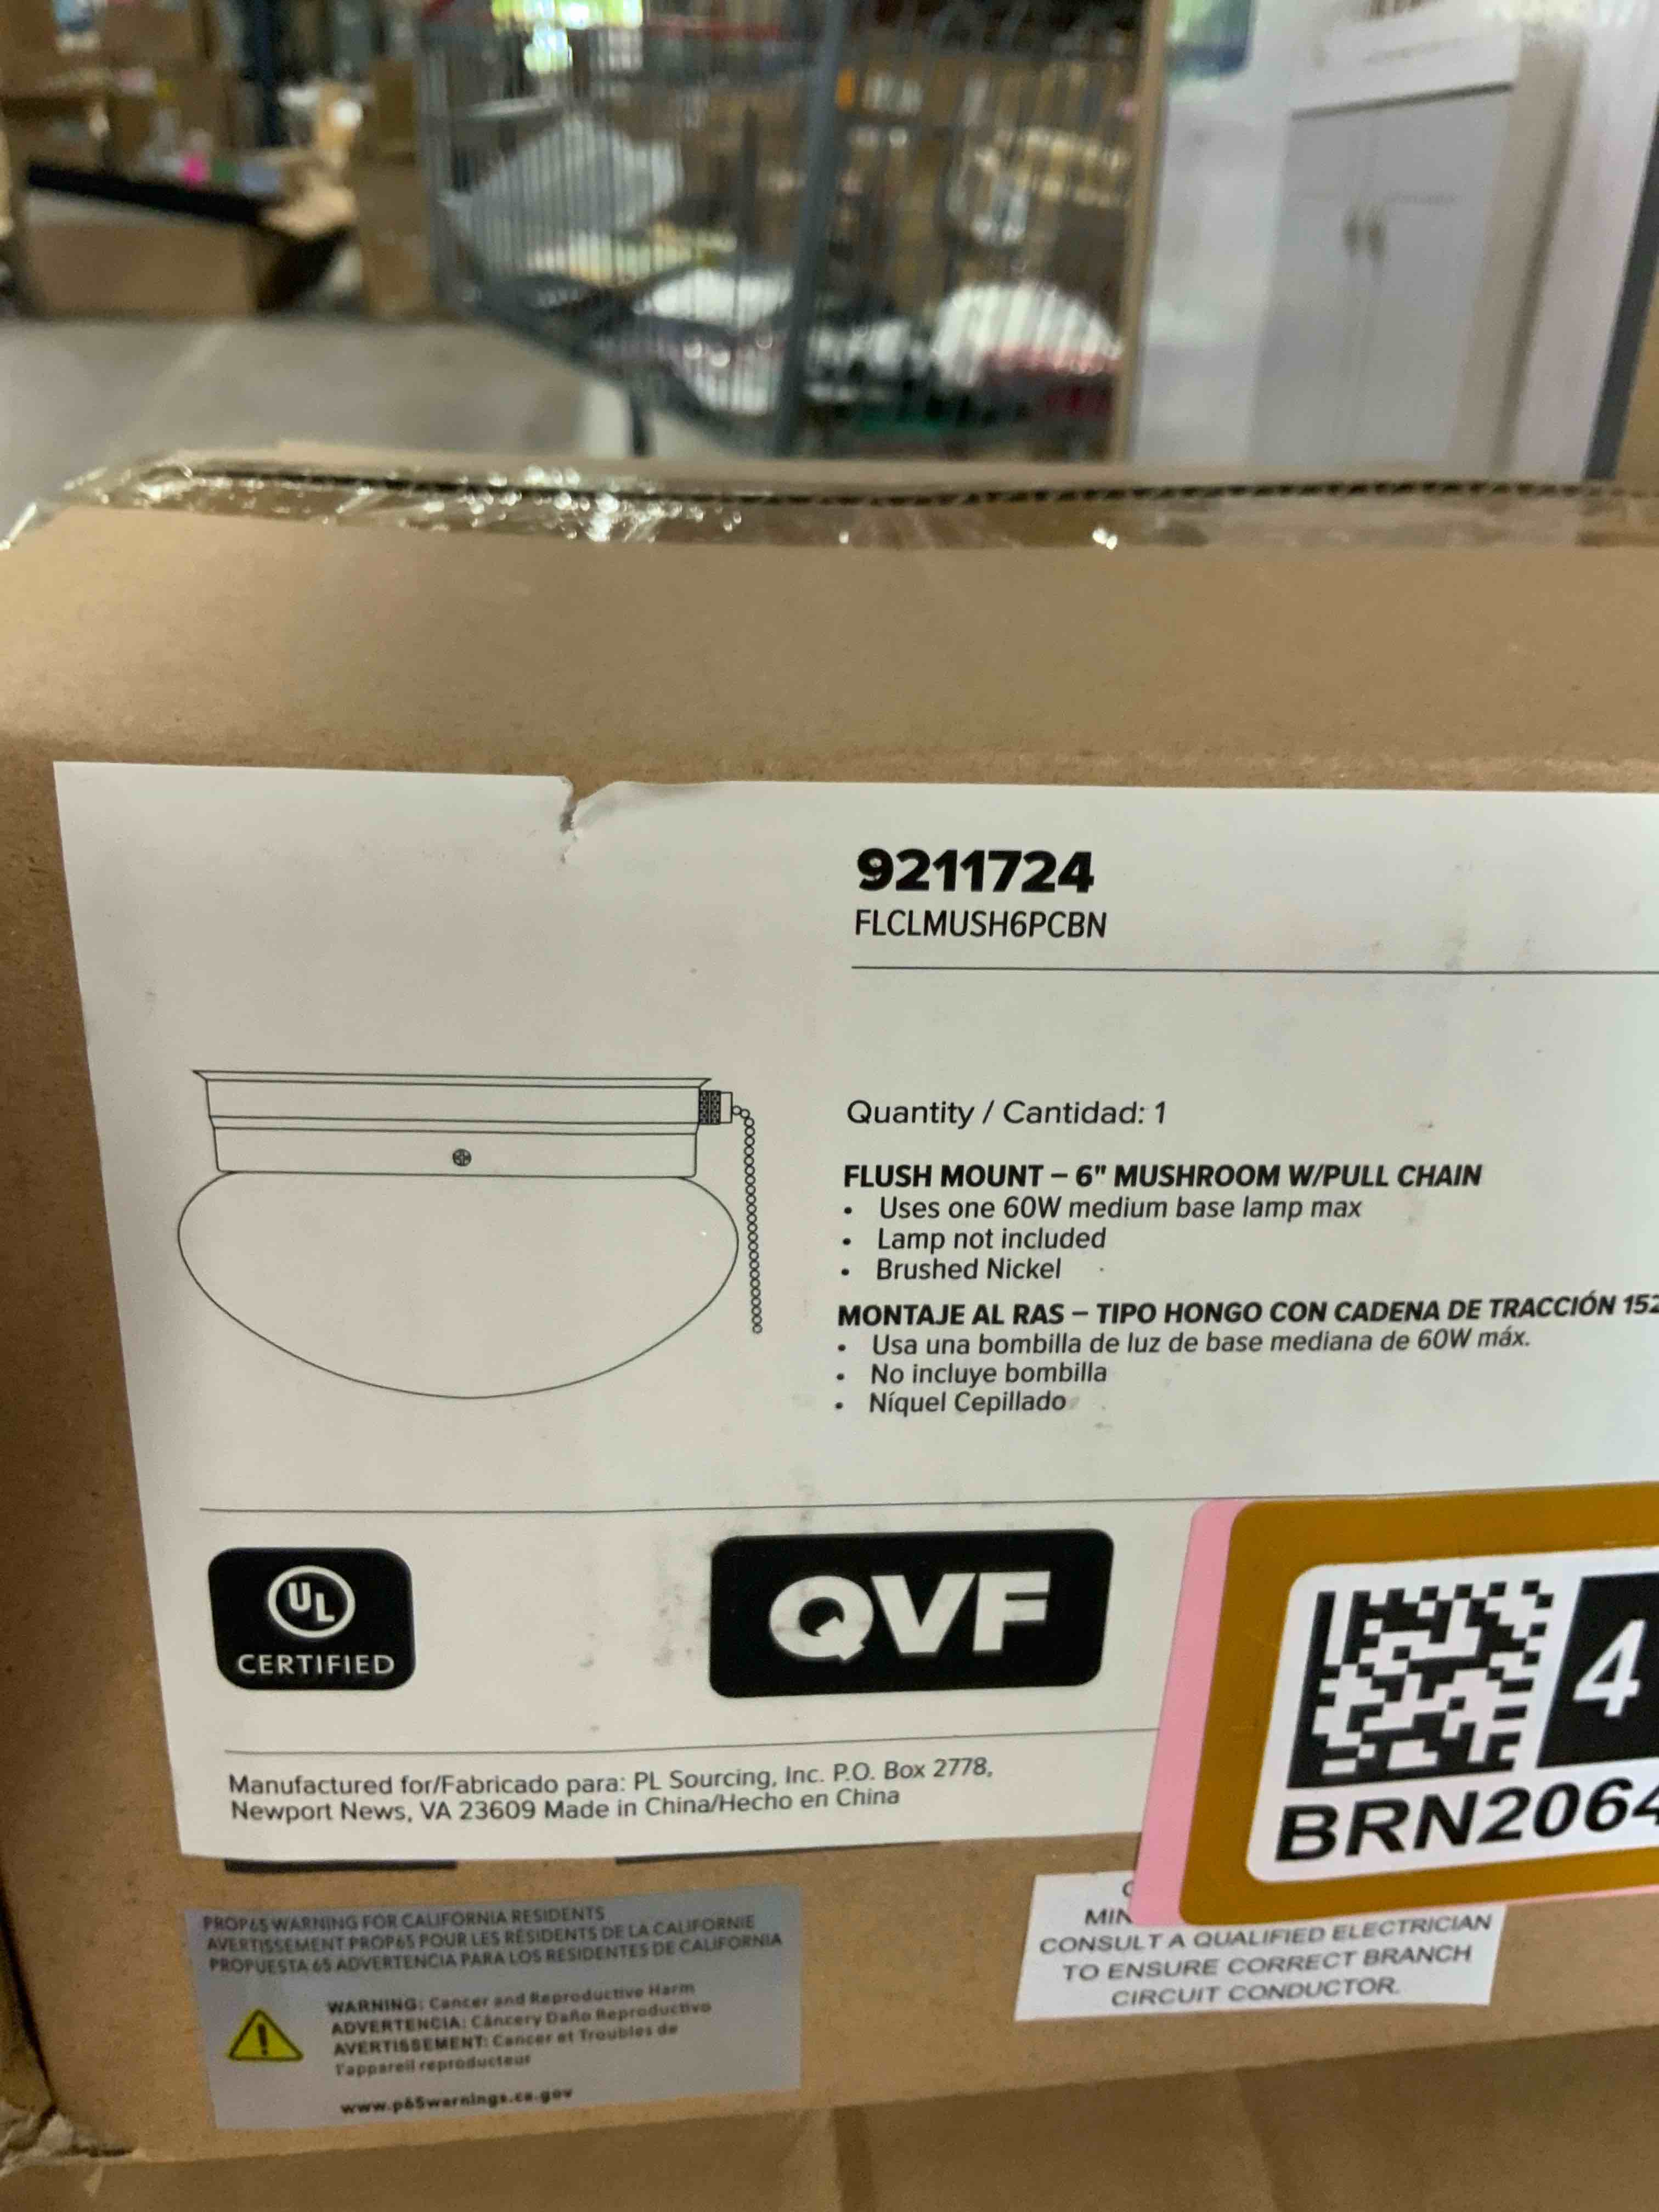 9211724
FLCLMUSH6PCBN
Quantity / Cantidad: 1
FLUSH MOUNT – 6" MUSHROOM W/PULL CHAIN
• Uses one 60W medium base lamp max
• Lamp not included
• Brushed Nickel
MONTAJE AL RAS – TIPO HONGO CON CADENA DE TRACCIÓN 152
• Usa una bombilla de luz de base mediana de 60W máx.
• No incluye bombilla
• Níquel Cepillado
UL
CERTIFIED
QVF
4
BRN2064
Manufactured for/Fabricado para: PL Sourcing, Inc. P.O. Box 2778,
Newport News, VA 23609 Made in China/Hecho en China
PROP65 WARNING FOR CALIFORNIA RESIDENTS
AVERTISSEMENT PROP65 POUR LES RÉSIDENTS DE LA CALIFORNIE
PROPUESTA 65 ADVERTENCIA PARA LOS RESIDENTES DE CALIFORNIA
WARNING: Cancer and Reproductive Harm
ADVERTENCIA: Cáncery Daño Reproductivo
AVERTISSEMENT: Cancer et Troubles de
l'appareil reproducteur
www.p65warnings.ca.gov
MIN
CONSULT A QUALIFIED ELECTRICIAN
TO ENSURE CORRECT BRANCH
CIRCUIT CONDUCTOR.